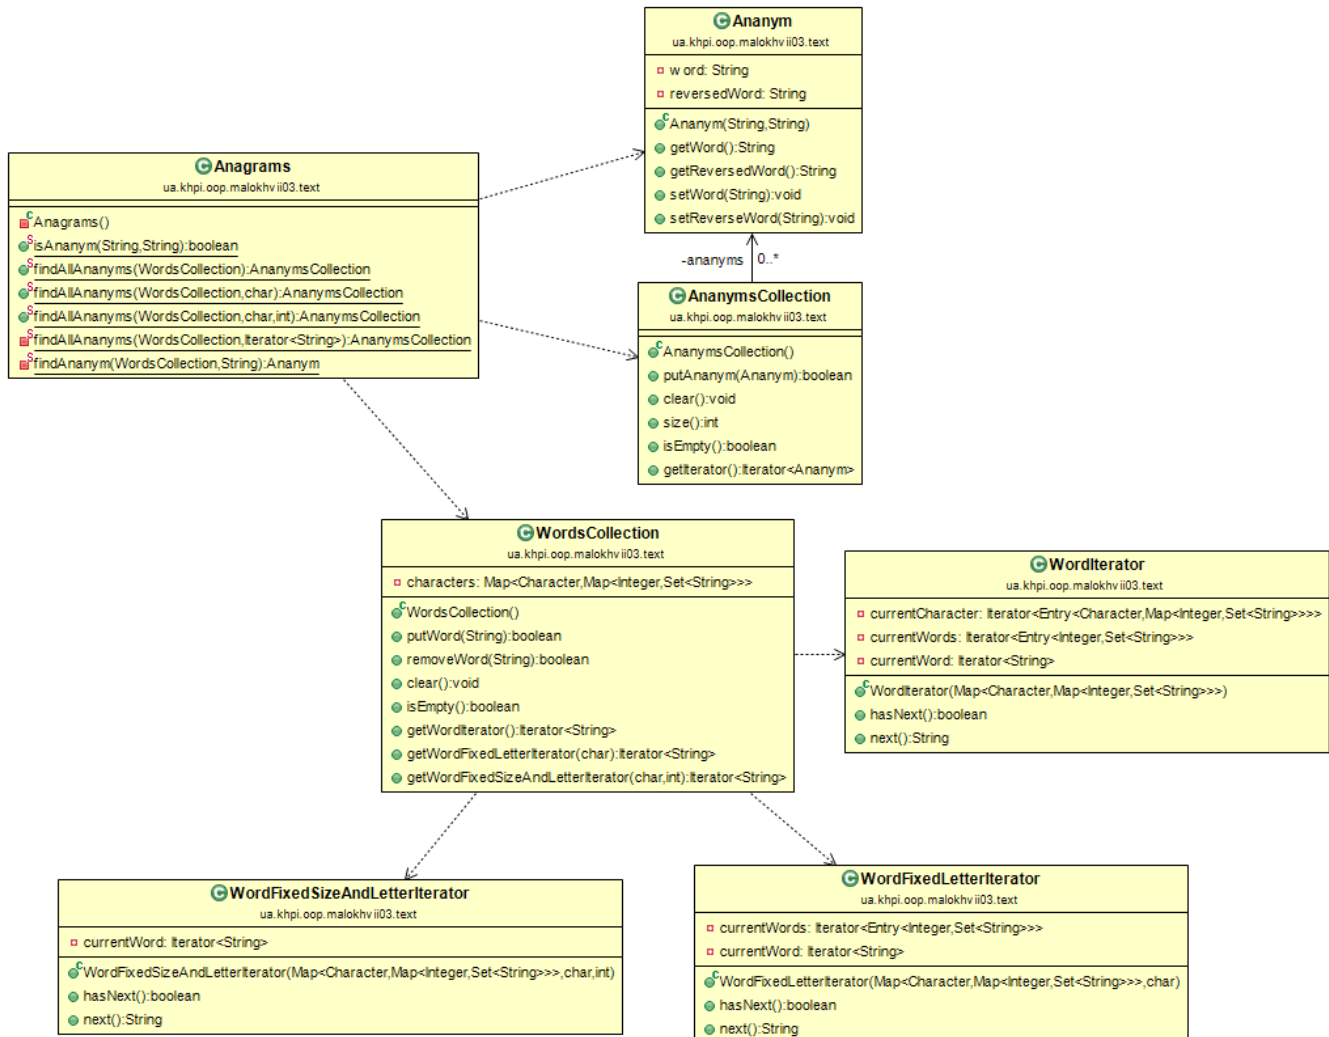 Ananym
ua.khpi.oop.malokhvii03.text
word: String
reversedWord: String
Ananym(String,String)
getWord():String
getReversedWord():String
setWord(String):void
setReverseWord(String):void
Anagrams
ua.khpi.oop.malokhvii03.text
Anagrams()
isAnanym(String,String):boolean
findAllAnanyms(WordsCollection):AnanymsCollection
findAllAnanyms(WordsCollection,char):AnanymsCollection
findAllAnanyms(WordsCollection,char,int):AnanymsCollection
findAllAnanyms(WordsCollection,Iterator<String>):AnanymsCollection
findAnanym(WordsCollection,String):Ananym
-ananyms 0..*
AnanymsCollection
ua.khpi.oop.malokhvii03.text
AnanymsCollection()
putAnanym(Ananym):boolean
clear():void
size():int
isEmpty():boolean
getIterator():Iterator<Ananym>
WordsCollection
ua.khpi.oop.malokhvii03.text
characters: Map<Character,Map<Integer,Set<String>>>
WordsCollection()
putWord(String):boolean
removeWord(String):boolean
clear():void
isEmpty():boolean
getWordIterator():Iterator<String>
getWordFixedLetterIterator(char):Iterator<String>
getWordFixedSizeAndLetterIterator(char,int):Iterator<String>
WordIterator
ua.khpi.oop.malokhvii03.text
currentCharacter: Iterator<Entry<Character,Map<Integer,Set<String>>>>
currentWords: Iterator<Entry<Integer,Set<String>>>
currentWord: Iterator<String>
WordIterator(Map<Character,Map<Integer,Set<String>>>)
hasNext():boolean
next():String
WordFixedSizeAndLetterIterator
ua.khpi.oop.malokhvii03.text
currentWord: Iterator<String>
WordFixedSizeAndLetterIterator(Map<Character,Map<Integer,Set<String>>>,char,int)
hasNext():boolean
next():String
WordFixedLetterIterator
ua.khpi.oop.malokhvii03.text
currentWords: Iterator<Entry<Integer,Set<String>>>
currentWord: Iterator<String>
WordFixedLetterIterator(Map<Character,Map<Integer,Set<String>>>,char)
hasNext():boolean
next():String